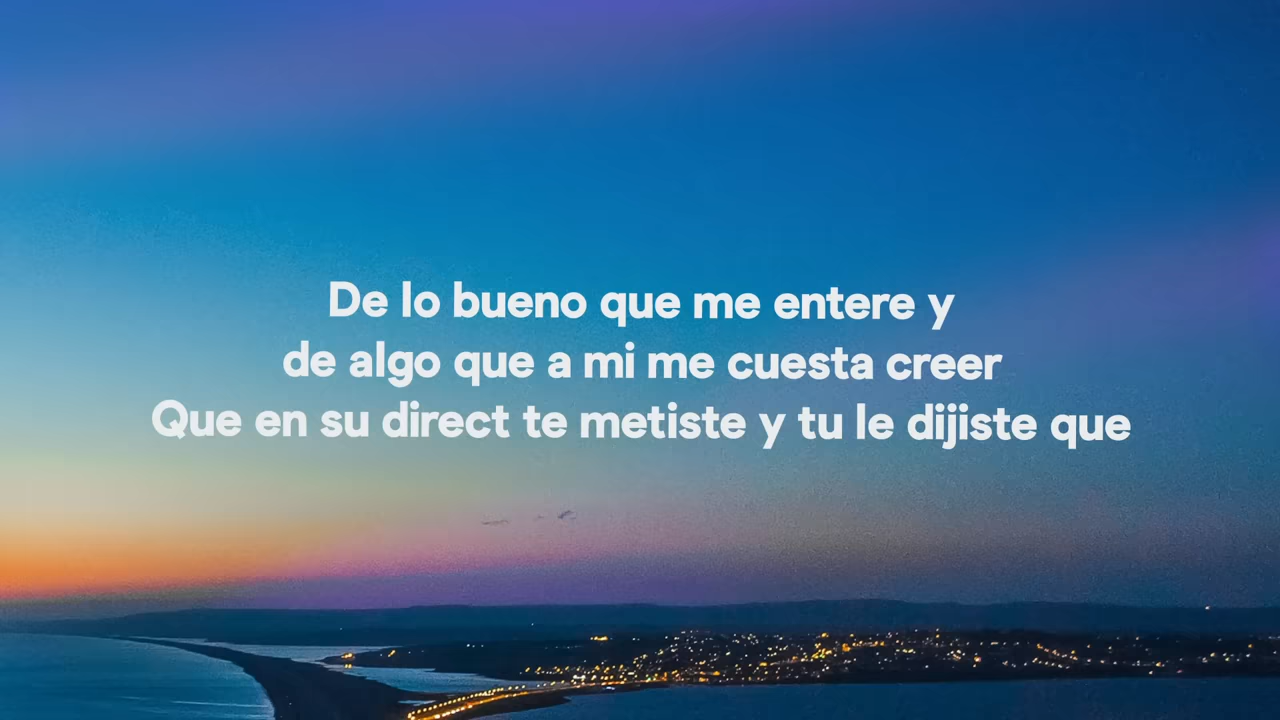 De lo bueno que me entere y
de algo que a mi me cuesta creer
Que en su direct te metiste y tu le dijiste que